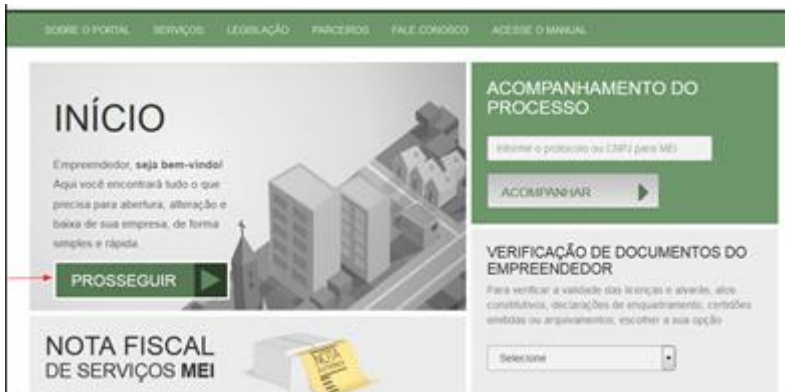 SOBRE O PORTAL SERVIÇOS LEGISLAÇÃO PARCEIROS FALE CONOSCO ACESSE O MANUAL
INÍCIO
Empreendedor, seja bem-vindo!
Aqui você encontrará tudo o que
precisa para abertura, alteração e
baixa de sua empresa, de forma
simples e rápida.
PROSSEGUIR
NOTA FISCAL
DE SERVIÇOS MEI
NOTA
ACOMPANHAMENTO DO
PROCESSO
Informe o protocolo ou CNPJ para MEI
ACOMPANHAR
VERIFICAÇÃO DE DOCUMENTOS DO
EMPREENDEDOR
Para verificar a validade das licenças e alvarás, atos
constitutivos, declarações de enquadramento, certidões
emitidas ou arquivamentos, escolher a sua opção
Selecione